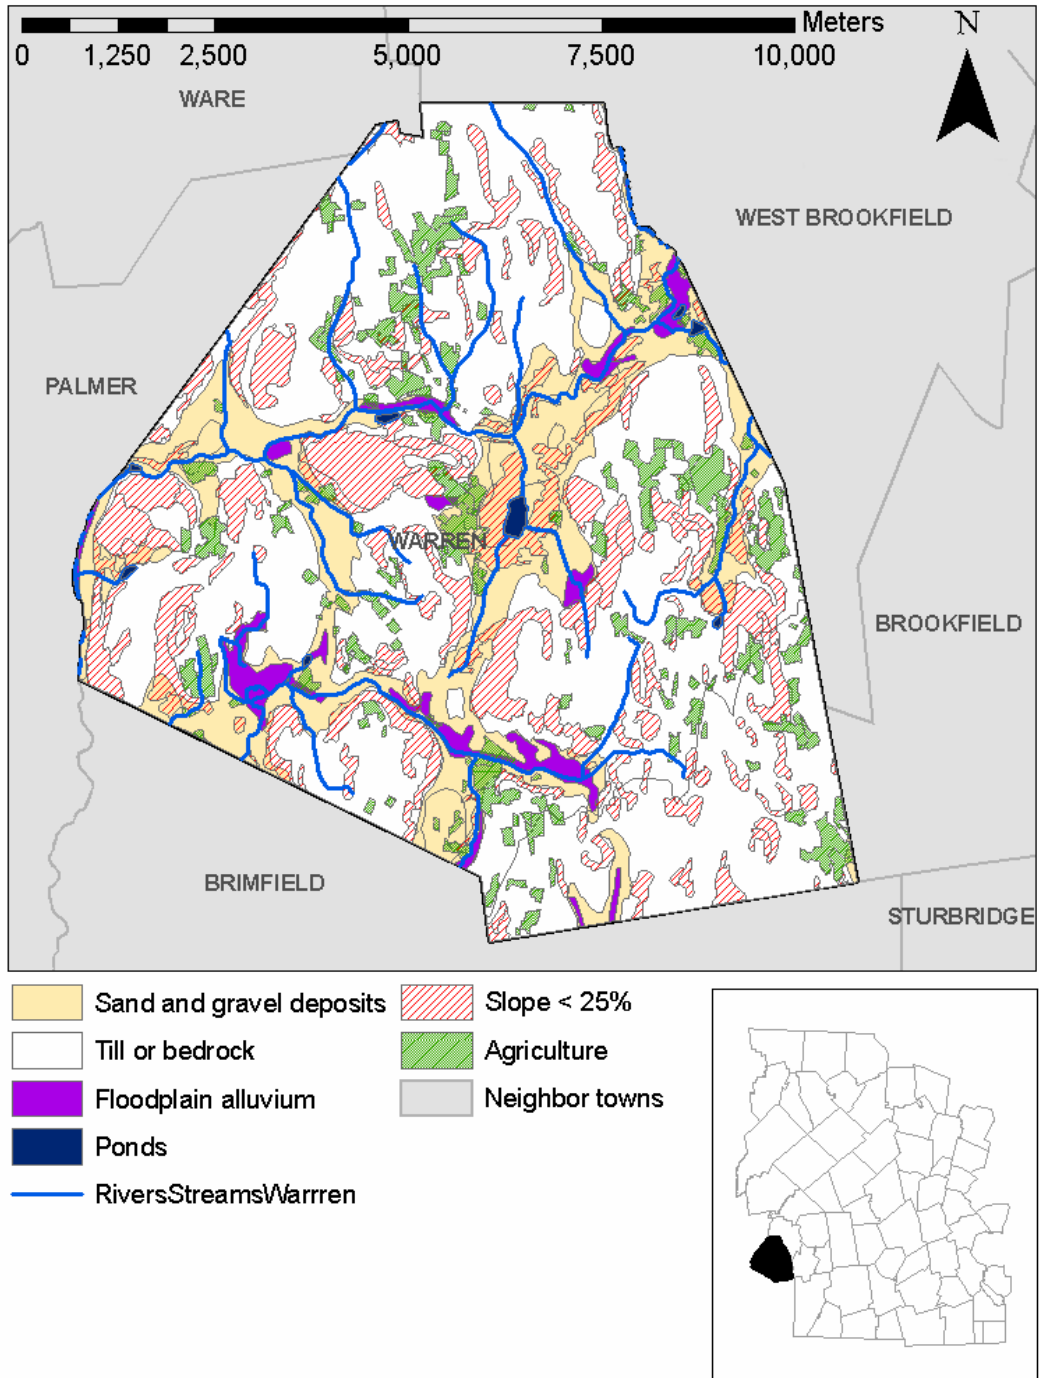 Meters
0 1,250 2,500 5,000 7,500 10,000
N
WARE
WEST BROOKFIELD
PALMER
WARREN
BROOKFIELD
BRIMFIELD
STURBRIDGE
Sand and gravel deposits
Till or bedrock
Floodplain alluvium
Ponds
RiversStreamsWarrren
Slope < 25%
Agriculture
Neighbor towns